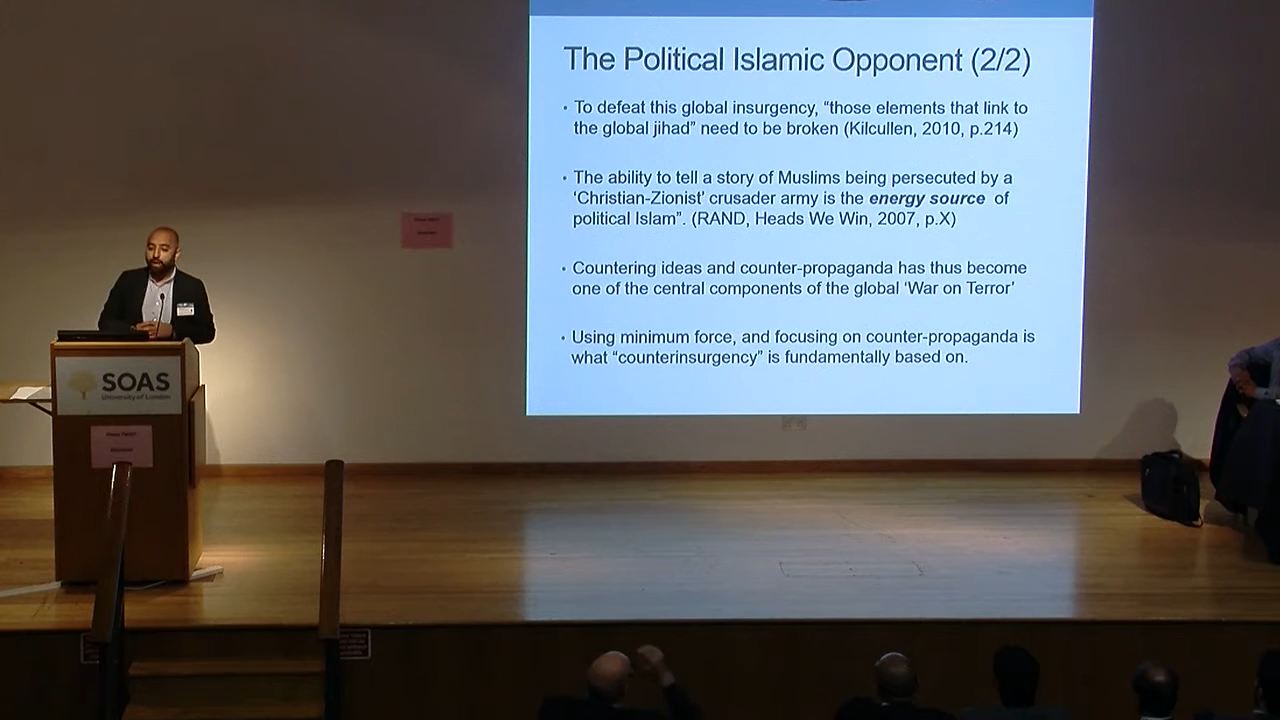 The Political Islamic Opponent (2/2)
· To defeat this global insurgency, “those elements that link to
the global jihad” need to be broken (Kilcullen, 2010, p.214)
· The ability to tell a story of Muslims being persecuted by a
‘Christian-Zionist’ crusader army is the energy source of
political Islam”. (RAND, Heads We Win, 2007, p.X)
· Countering ideas and counter-propaganda has thus become
one of the central components of the global ‘War on Terror’
· Using minimum force, and focusing on counter-propaganda is
what “counterinsurgency” is fundamentally based on.
SOAS
University of London